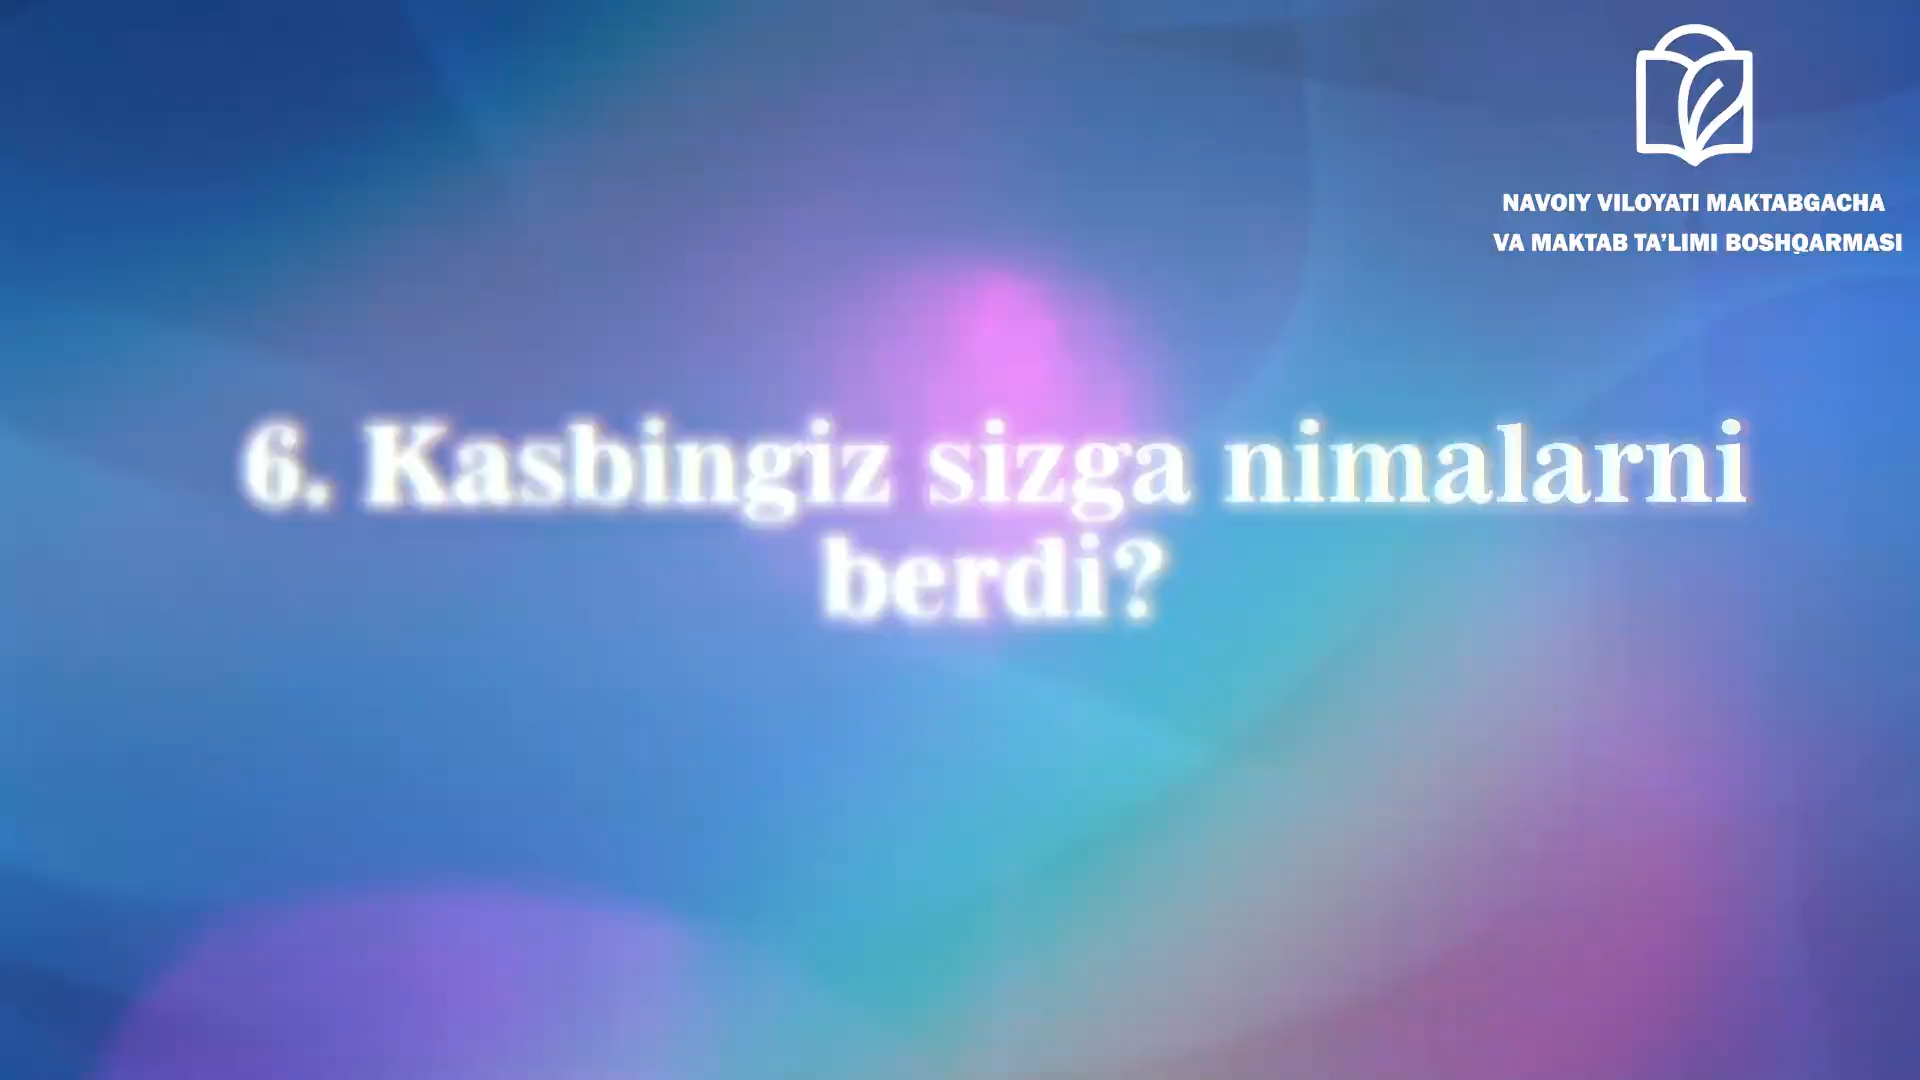 NAVOIY VILOYATI MAKTABGACHA
VA MAKTAB TA’LIMI BOSHQARMASI
6. Kasbingiz sizga nimalarni
berdi?